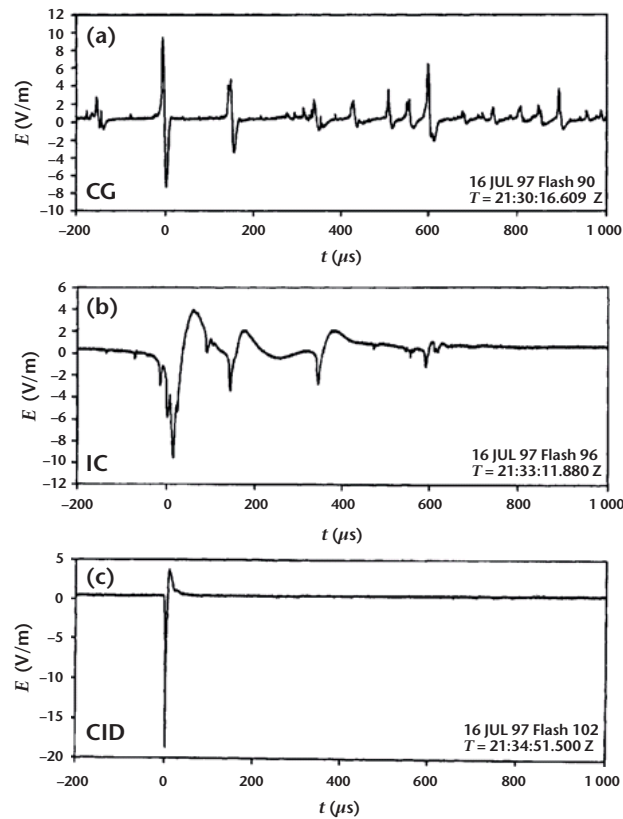 12
(a)
10
8
6
4
2
0
−2
−4
−6
−8
−10
E (V/m)
CG
16 JUL 97 Flash 90
T = 21:30:16.609 Z
−200 0 200 400 600 800 1 000
t (µs)
6
(b)
4
2
0
−2
−4
−6
−8
−10
−12
E (V/m)
IC
16 JUL 97 Flash 96
T = 21:33:11.880 Z
−200 0 200 400 600 800 1 000
t (µs)
5
(c)
0
−5
−10
−15
−20
E (V/m)
CID
16 JUL 97 Flash 102
T = 21:34:51.500 Z
−200 0 200 400 600 800 1 000
t (µs)